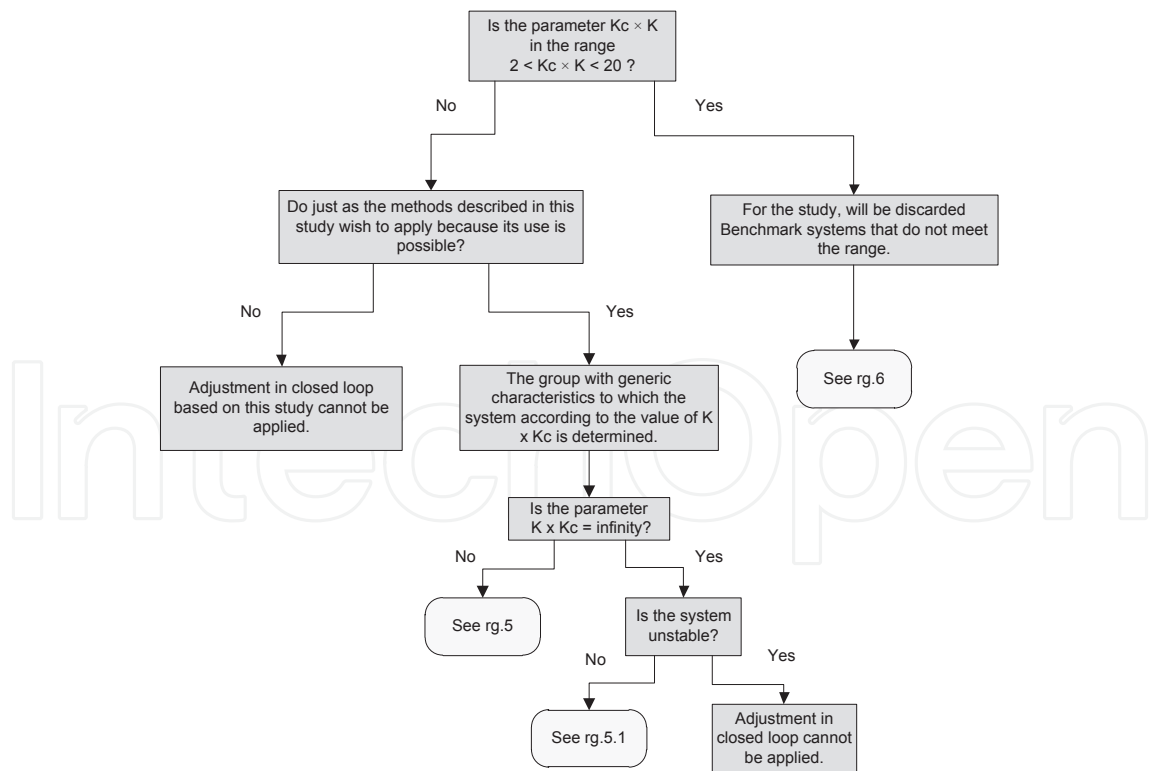 Is the parameter Kc × K
in the range
2 < Kc × K < 20 ?
No
Yes
Do just as the methods described in this
study wish to apply because its use is
possible?
For the study, will be discarded
Benchmark systems that do not meet
the range.
No
Yes
Adjustment in closed loop
based on this study cannot be
applied.
The group with generic
characteristics to which the
system according to the value of K
x Kc is determined.
See rg.6
IntechOpen
Is the parameter
K x Kc = infinity?
No
Yes
See rg.5
Is the system
unstable?
No
Yes
See rg.5.1
Adjustment in
closed loop cannot
be applied.